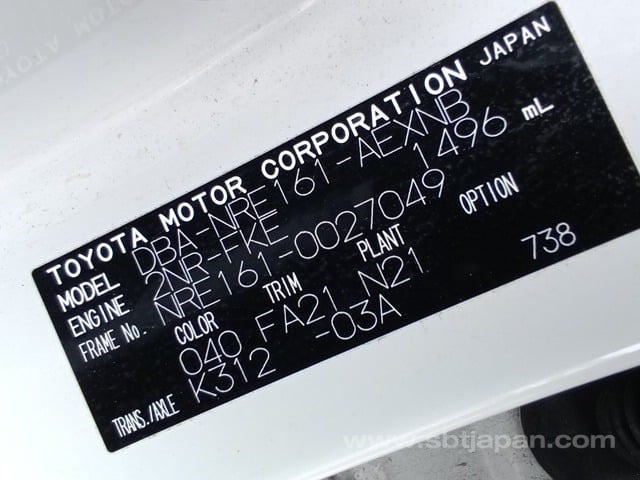 TOYOTA MOTOR CORPORATION JAPAN
MODEL DBA-NRE161-AEXNB
ENGINE 2NR-FKE 1496 mL
FRAME No. NRE161-0027049
COLOR TRIM PLANT OPTION
040 FA21 N21 738
TRANS./AXLE K312 -03A
www.sbtjapan.com